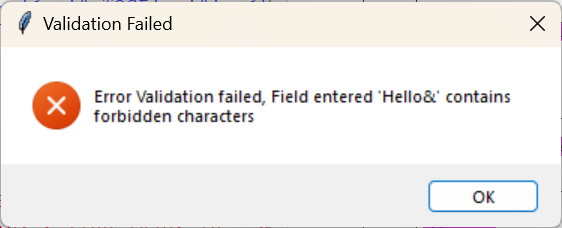 Validation Failed
Error Validation failed, Field entered 'Hello&' contains
forbidden characters
OK